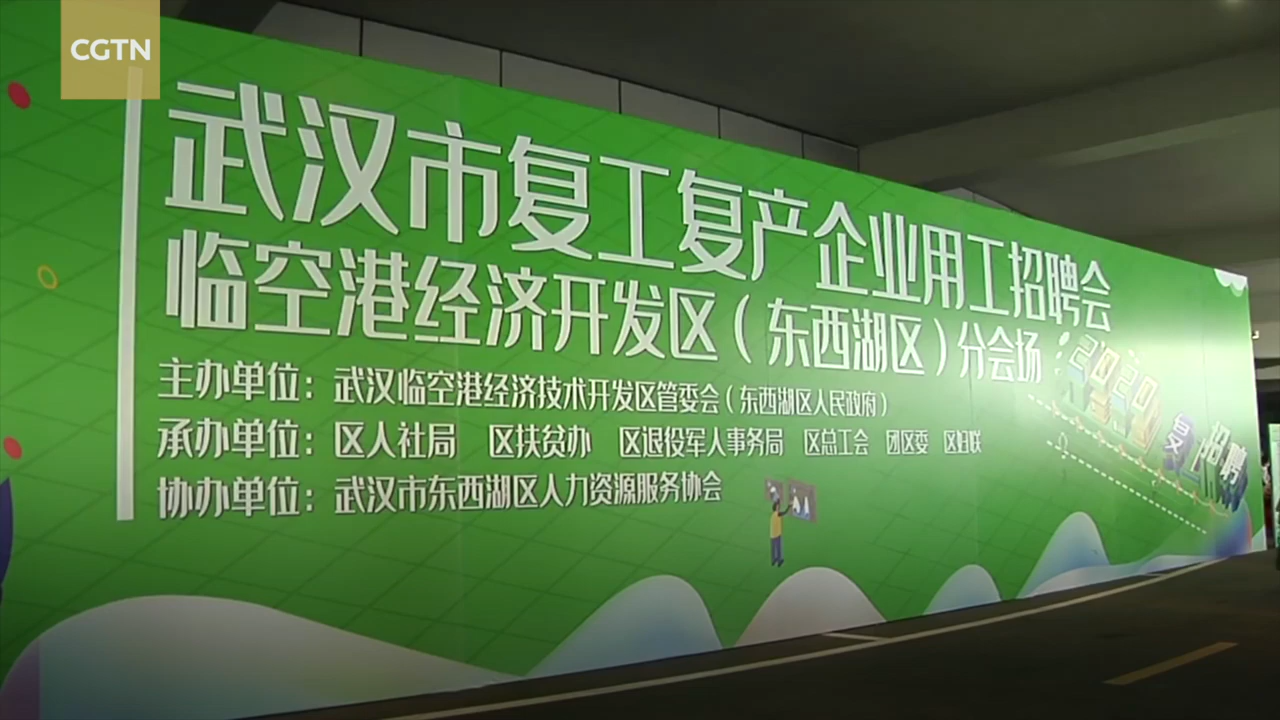 CGTN
武汉市复工复产企业用工招聘会
临空港经济开发区（东西湖区）分会场
主办单位：武汉临空港经济技术开发区管委会（东西湖区人民政府）
承办单位：区人社局 区扶贫办 区退役军人事务局 区总工会 团区委 区妇联
协办单位：武汉市东西湖区人力资源服务协会
2020
招聘